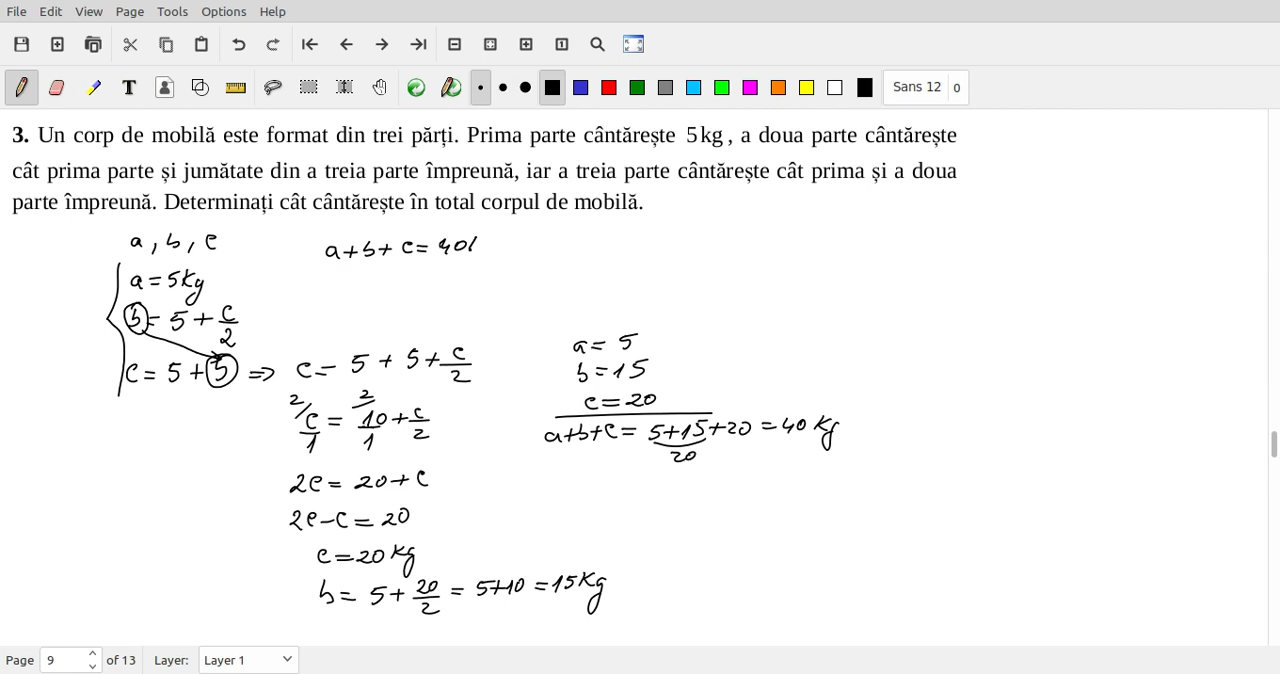 File Edit View Page Tools Options Help
Sans 12 0
3. Un corp de mobilă este format din trei părți. Prima parte cântărește 5 kg, a doua parte cântărește
cât prima parte și jumătate din a treia parte împreună, iar a treia parte cântărește cât prima și a doua
parte împreună. Determinați cât cântărește în total corpul de mobilă.
a, b, c
a+b+c=40
a=5Kg
b= 5+c/2
c= 5+b => c= 5+5+c/2
2/ c/1 = 2/ 10/1 + c/2
2c= 20+c
2c-c=20
c=20Kg
b= 5+20/2 = 5+10 =15Kg
a= 5
b=15
c=20
a+b+c= 5+15+20 =40 Kg
20
Page 9 of 13 Layer: Layer 1